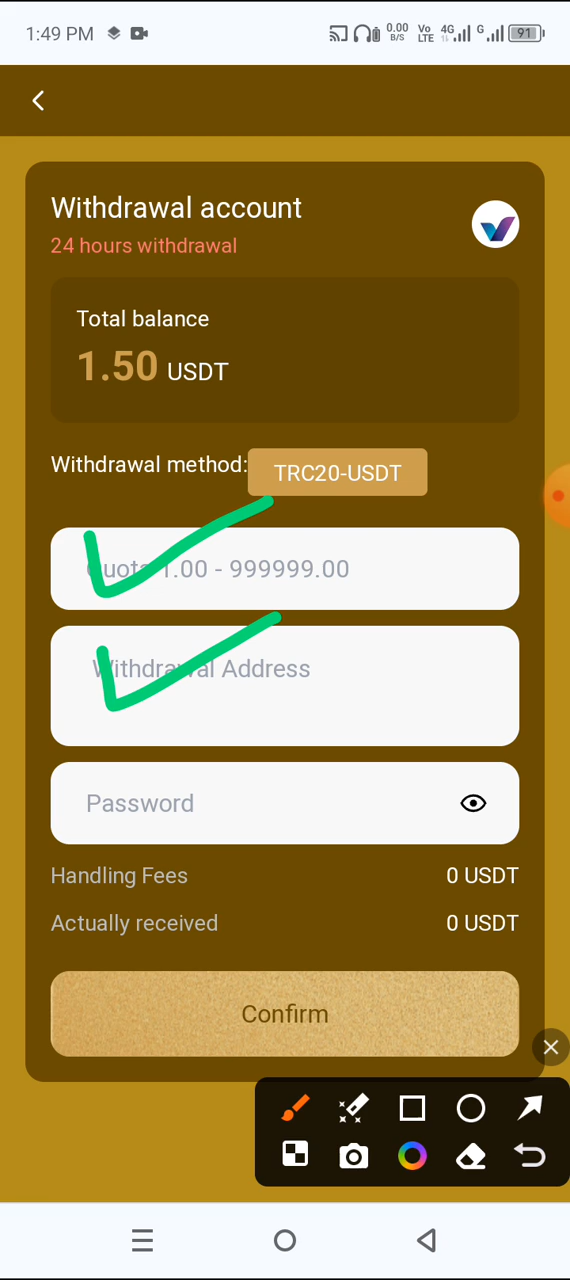 1:49 PM
0.00
B/S
Vo
LTE
4G
G
91
Withdrawal account
24 hours withdrawal
Total balance
1.50 USDT
Withdrawal method: TRC20-USDT
Quota 1.00 - 999999.00
Withdrawal Address
Password
Handling Fees 0 USDT
Actually received 0 USDT
Confirm